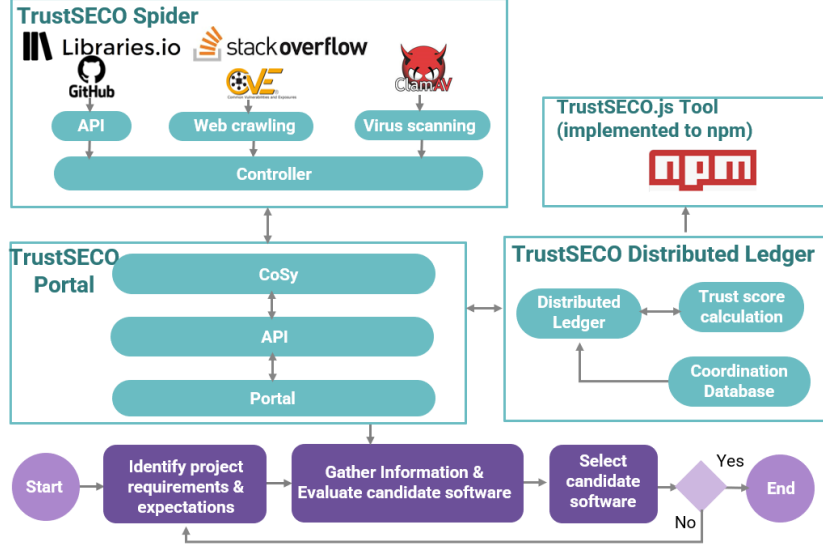 TrustSECO Spider
Libraries.io
stackoverflow
GitHub
CVE
Common Vulnerabilities and Exposures
ClamAV
API
Web crawling
Virus scanning
Controller
TrustSECO.js Tool
(implemented to npm)
npm
TrustSECO
Portal
CoSy
API
Portal
TrustSECO Distributed Ledger
Distributed
Ledger
Trust score
calculation
Coordination
Database
Start
Identify project
requirements &
expectations
Gather Information &
Evaluate candidate software
Select
candidate
software
Yes
No
End